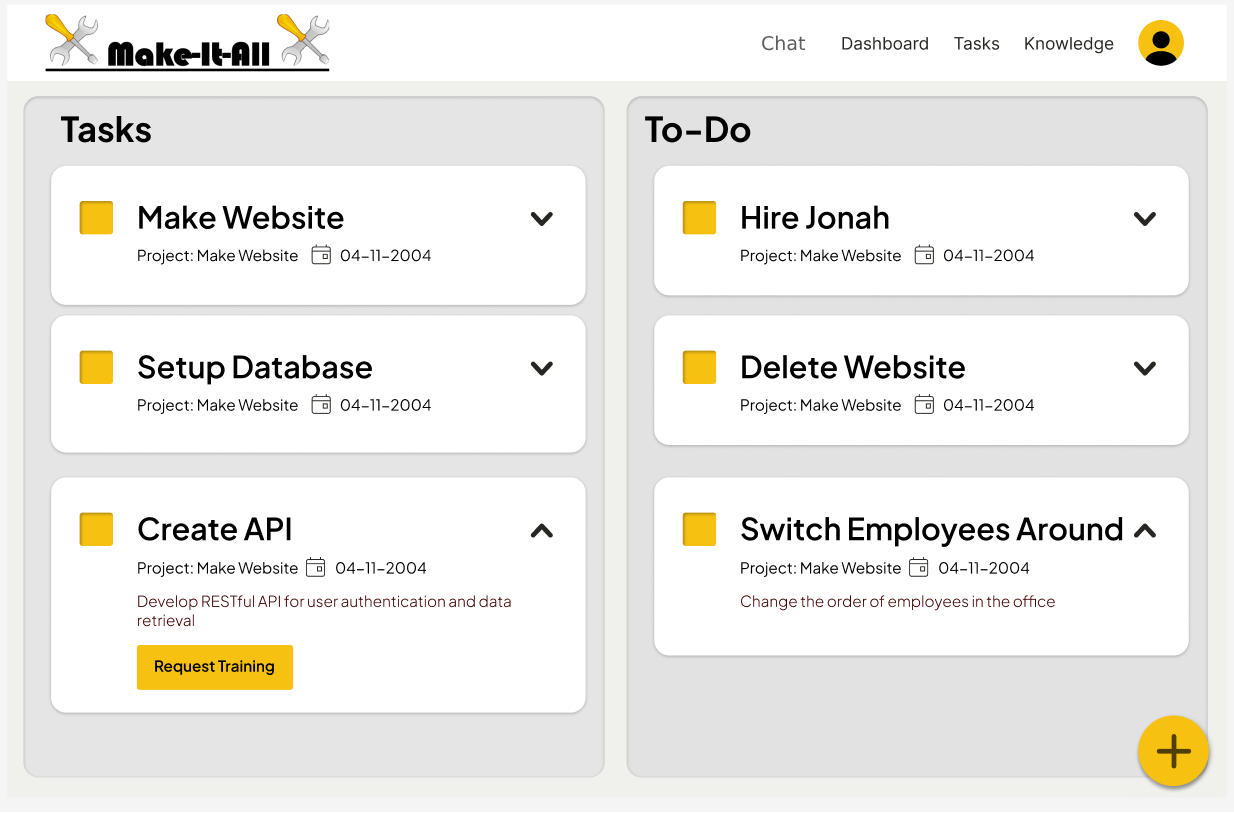 Make-It-All
Chat
Dashboard
Tasks
Knowledge
Tasks
Make Website
Project: Make Website 04-11-2004
Setup Database
Project: Make Website 04-11-2004
Create API
Project: Make Website 04-11-2004
Develop RESTful API for user authentication and data
retrieval
Request Training
To-Do
Hire Jonah
Project: Make Website 04-11-2004
Delete Website
Project: Make Website 04-11-2004
Switch Employees Around
Project: Make Website 04-11-2004
Change the order of employees in the office